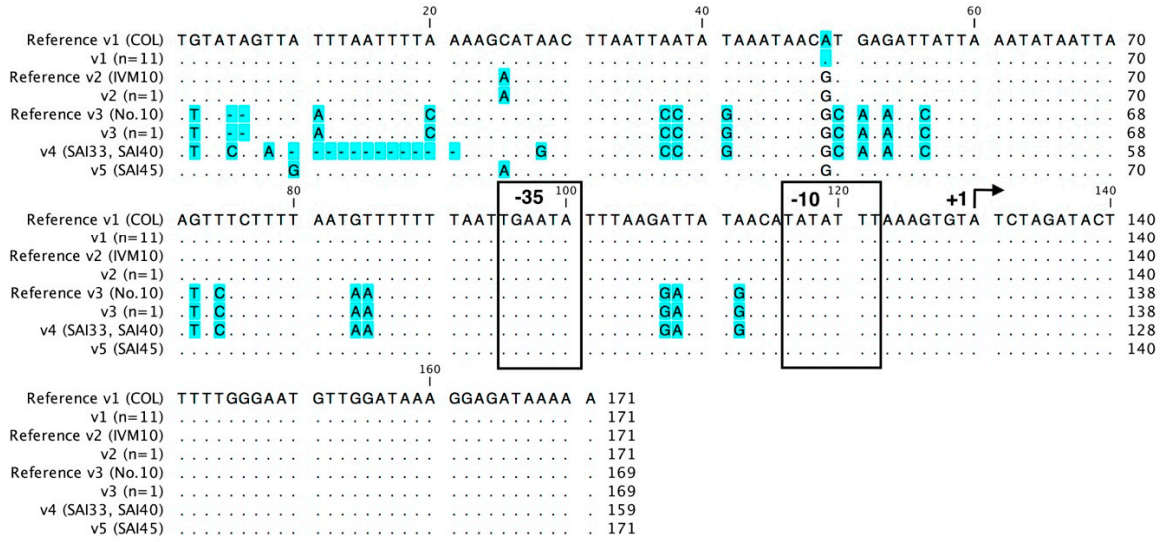 20 40 60
Reference v1 (COL) TGTATAGTTA TTTAATTTTA AAAGCATAAC TTAATTAATA TAAATAACAT GAGATTATTA AATATAATTA 70
v1 (n=11) .......... .......... .......... .......... .......... .......... .......... 70
Reference v2 (IVM10) .......... .......... ....A..... .......... ........G. .......... .......... 70
v2 (n=1) .......... .......... ....A..... .......... ........G. .......... .......... 70
Reference v3 (No.10) .T..--.... A........C .......... ......CC.. G.......GC A.A..C.... .......... 68
v3 (n=1) .T..--.... A........C .......... ......CC.. G.......GC A.A..C.... .......... 68
v4 (SAI33, SAI40) .T..C..A.- ---------- -......G.. ......CC.. G.......GC A.A..C.... .......... 58
v5 (SAI45) .........G .......... ....A..... .......... ........G. .......... .......... 70
80 100 120 140
-35 -10 +1
Reference v1 (COL) AGTTTCTTTT AATGTTTTTT TAATTGAATA TTTAAGATTA TAACATATAT TTAAAGTGTA TCTAGATACT 140
v1 (n=11) .......... .......... .......... .......... .......... .......... .......... 140
Reference v2 (IVM10) .......... .......... .......... .......... .......... .......... .......... 140
v2 (n=1) .......... .......... .......... .......... .......... .......... .......... 140
Reference v3 (No.10) .T.C...... ...AA..... .......... ......GA.. .G........ .......... .......... 138
v3 (n=1) .T.C...... ...AA..... .......... ......GA.. .G........ .......... .......... 138
v4 (SAI33, SAI40) .T.C...... ...AA..... .......... ......GA.. .G........ .......... .......... 128
v5 (SAI45) .......... .......... .......... .......... .......... .......... .......... 140
160
Reference v1 (COL) TTTTGGGAAT GTTGGATAAA GGAGATAAAA A 171
v1 (n=11) .......... .......... .......... . 171
Reference v2 (IVM10) .......... .......... .......... . 171
v2 (n=1) .......... .......... .......... . 171
Reference v3 (No.10) .......... .......... .......... . 169
v3 (n=1) .......... .......... .......... . 169
v4 (SAI33, SAI40) .......... .......... .......... . 159
v5 (SAI45) .......... .......... .......... . 171